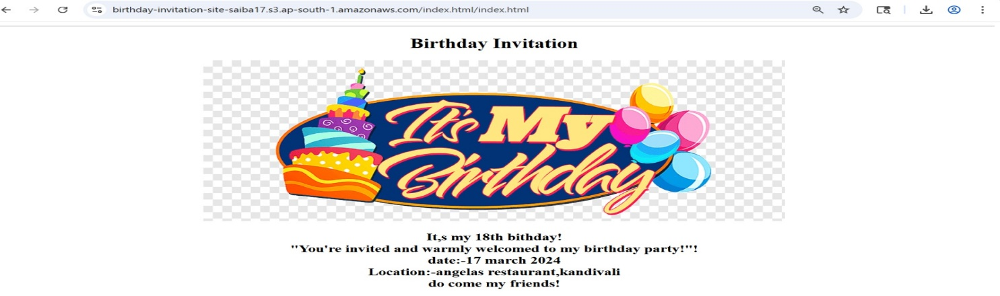 birthday-invitation-site-saiba17.s3.ap-south-1.amazonaws.com/index.html/index.html
Birthday Invitation
It's My
Birthday
It,s my 18th bithday!
"You're invited and warmly welcomed to my birthday party!"!
date:-17 march 2024
Location:-angelas restaurant,kandivali
do come my friends!